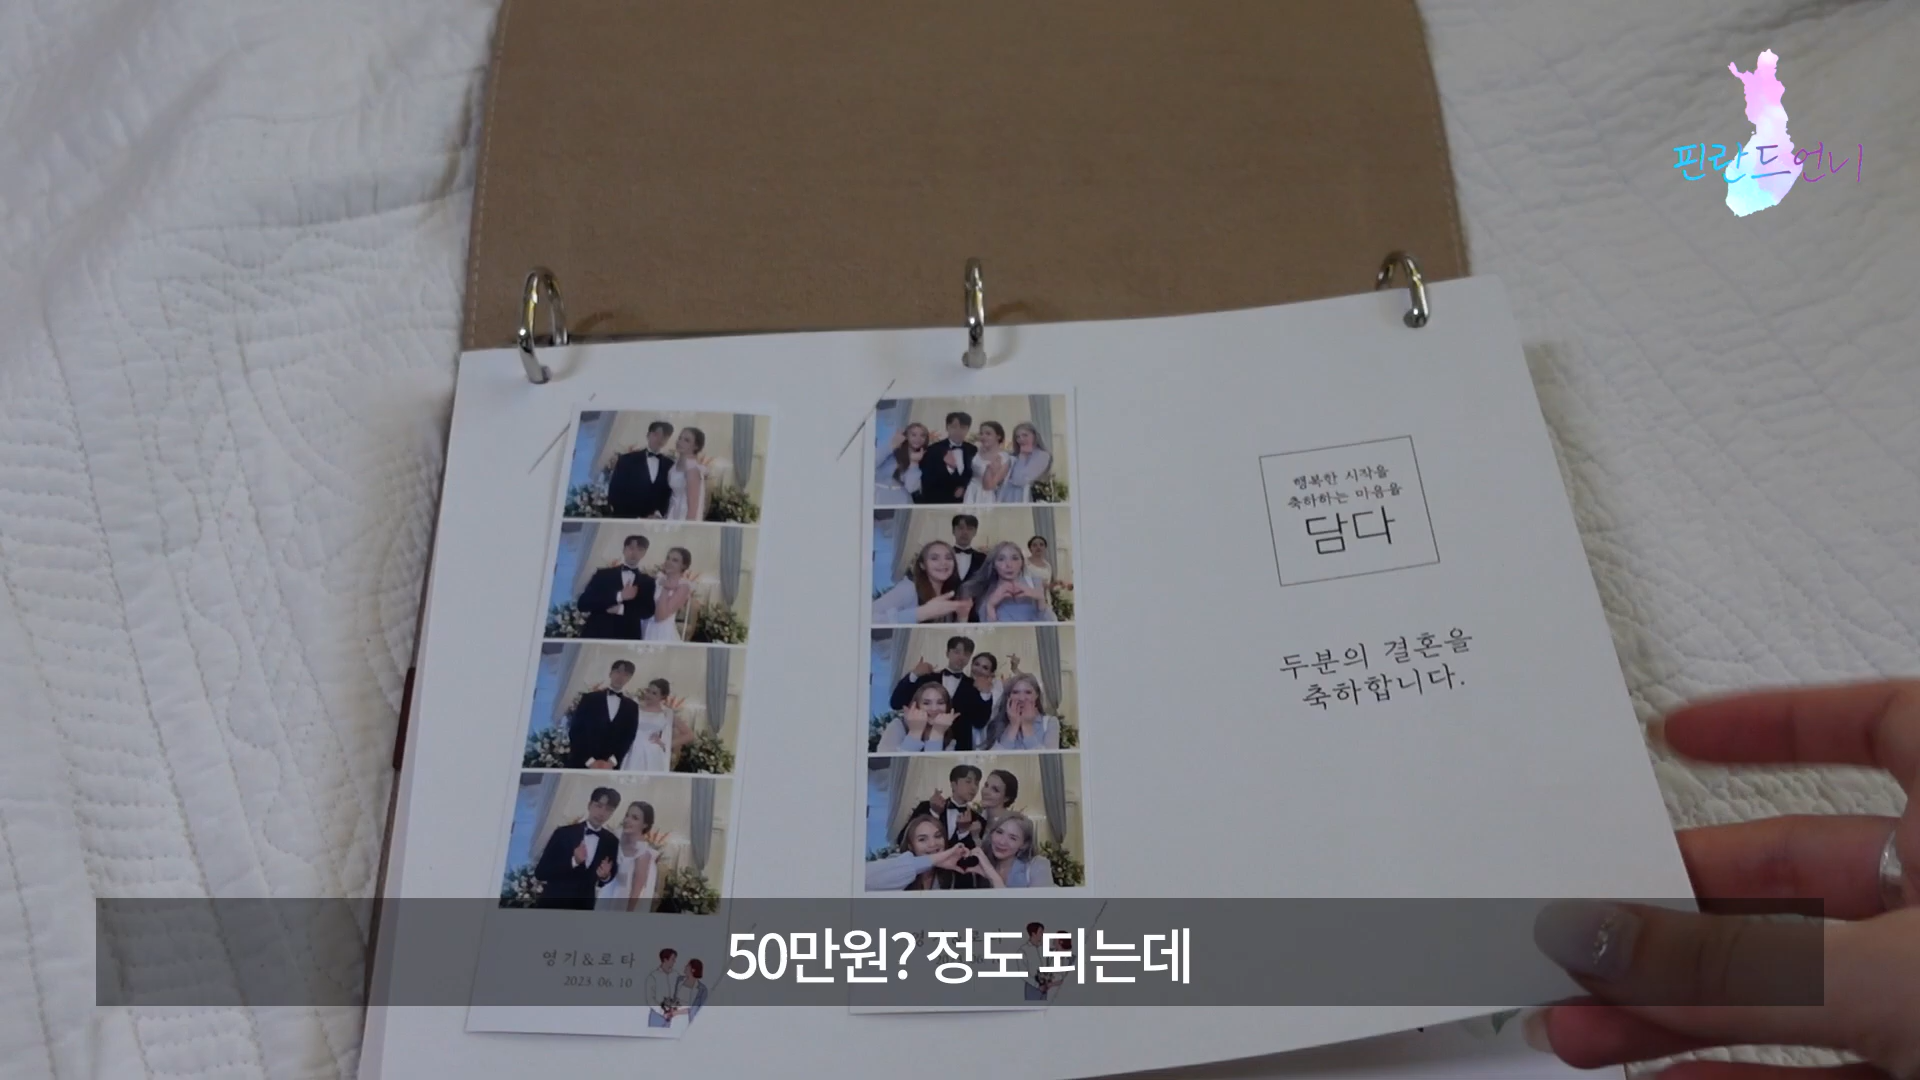 핀란드언니
행복한 시작을
축하하는 마음을
담다
두분의 결혼을
축하합니다.
영기&로타
2023. 06. 10
50만원? 정도 되는데